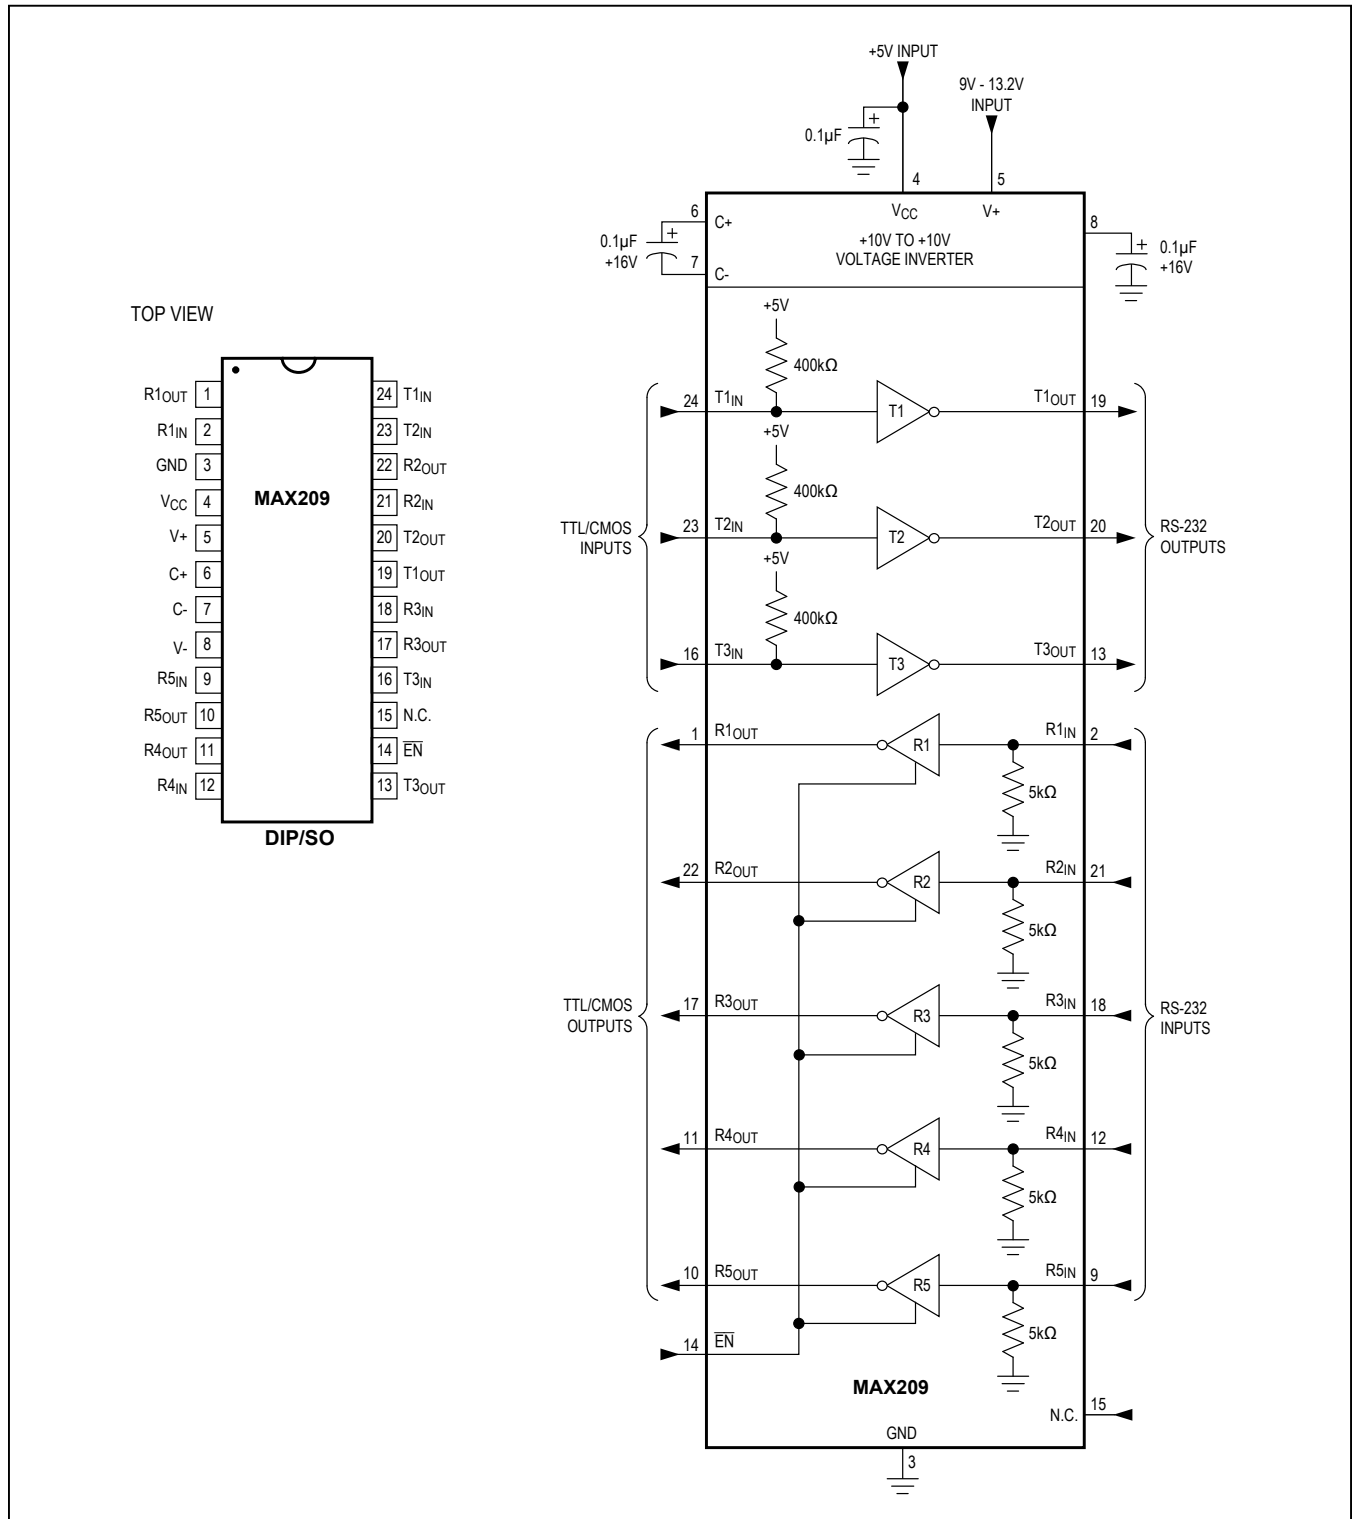 TOP VIEW
R1OUT 1
R1IN 2
GND 3
VCC 4
V+ 5
C+ 6
C- 7
V- 8
R5IN 9
R5OUT 10
R4OUT 11
R4IN 12
MAX209
24 T1IN
23 T2IN
22 R2OUT
21 R2IN
20 T2OUT
19 T1OUT
18 R3IN
17 R3OUT
16 T3IN
15 N.C.
14 EN
13 T3OUT
DIP/SO
+5V INPUT
9V - 13.2V
INPUT
0.1µF
+
4
5
VCC
V+
6
C+
0.1µF
+16V
+
7
C-
+10V TO +10V
VOLTAGE INVERTER
8
+
0.1µF
+16V
+5V
400kΩ
24 T1IN
T1
T1OUT 19
+5V
400kΩ
TTL/CMOS
INPUTS
23 T2IN
T2
T2OUT 20
RS-232
OUTPUTS
+5V
400kΩ
16 T3IN
T3
T3OUT 13
1 R1OUT
R1
R1IN 2
5kΩ
22 R2OUT
R2
R2IN 21
5kΩ
TTL/CMOS
OUTPUTS
17 R3OUT
R3
R3IN 18
5kΩ
RS-232
INPUTS
11 R4OUT
R4
R4IN 12
5kΩ
10 R5OUT
R5
R5IN 9
5kΩ
14 EN
MAX209
N.C. 15
GND
3